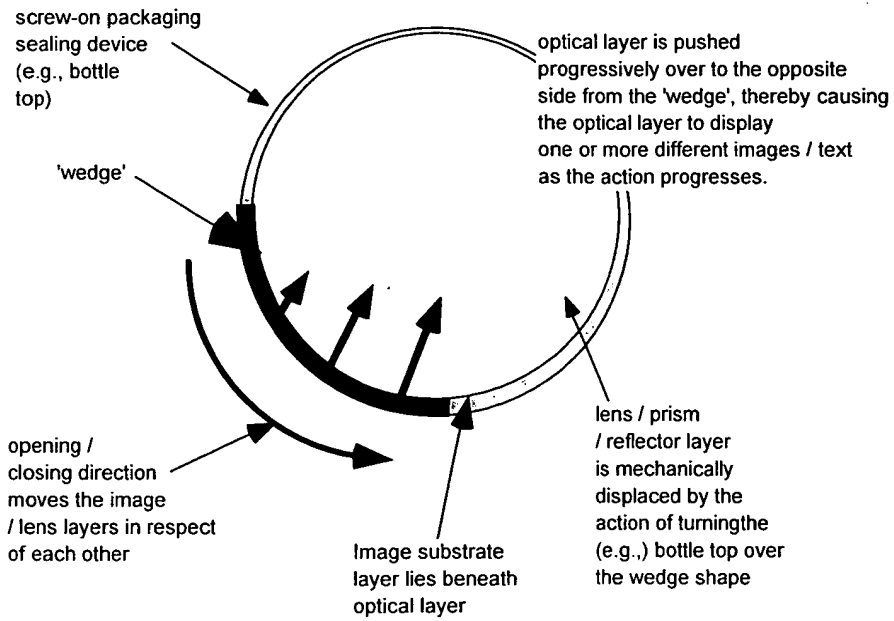 screw-on packaging
sealing device
(e.g., bottle
top)
optical layer is pushed
progressively over to the opposite
side from the 'wedge', thereby causing
the optical layer to display
one or more different images / text
as the action progresses.
'wedge'
opening /
closing direction
moves the image
/ lens layers in respect
of each other
Image substrate
layer lies beneath
optical layer
lens / prism
/ reflector layer
is mechanically
displaced by the
action of turningthe
(e.g.,) bottle top over
the wedge shape